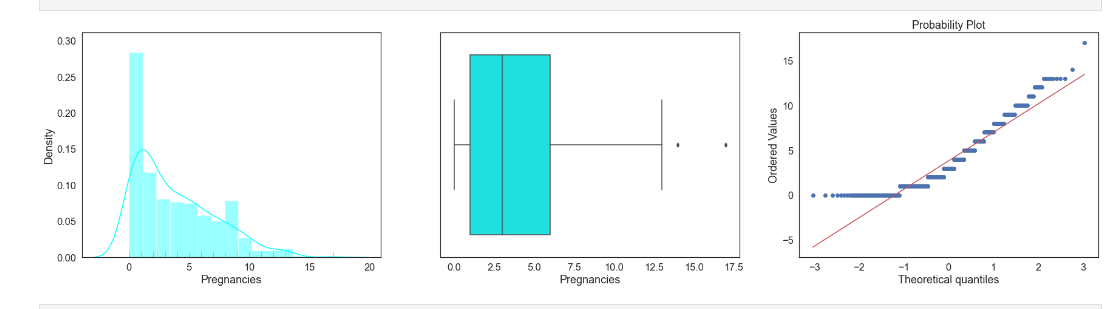 Probability Plot
0.30
0.25
0.20
0.15
0.10
0.05
0.00
Density
0 5 10 15 20
Pregnancies
0.0 2.5 5.0 7.5 10.0 12.5 15.0 17.5
Pregnancies
15
10
5
0
−5
Ordered Values
−3 −2 −1 0 1 2 3
Theoretical quantiles